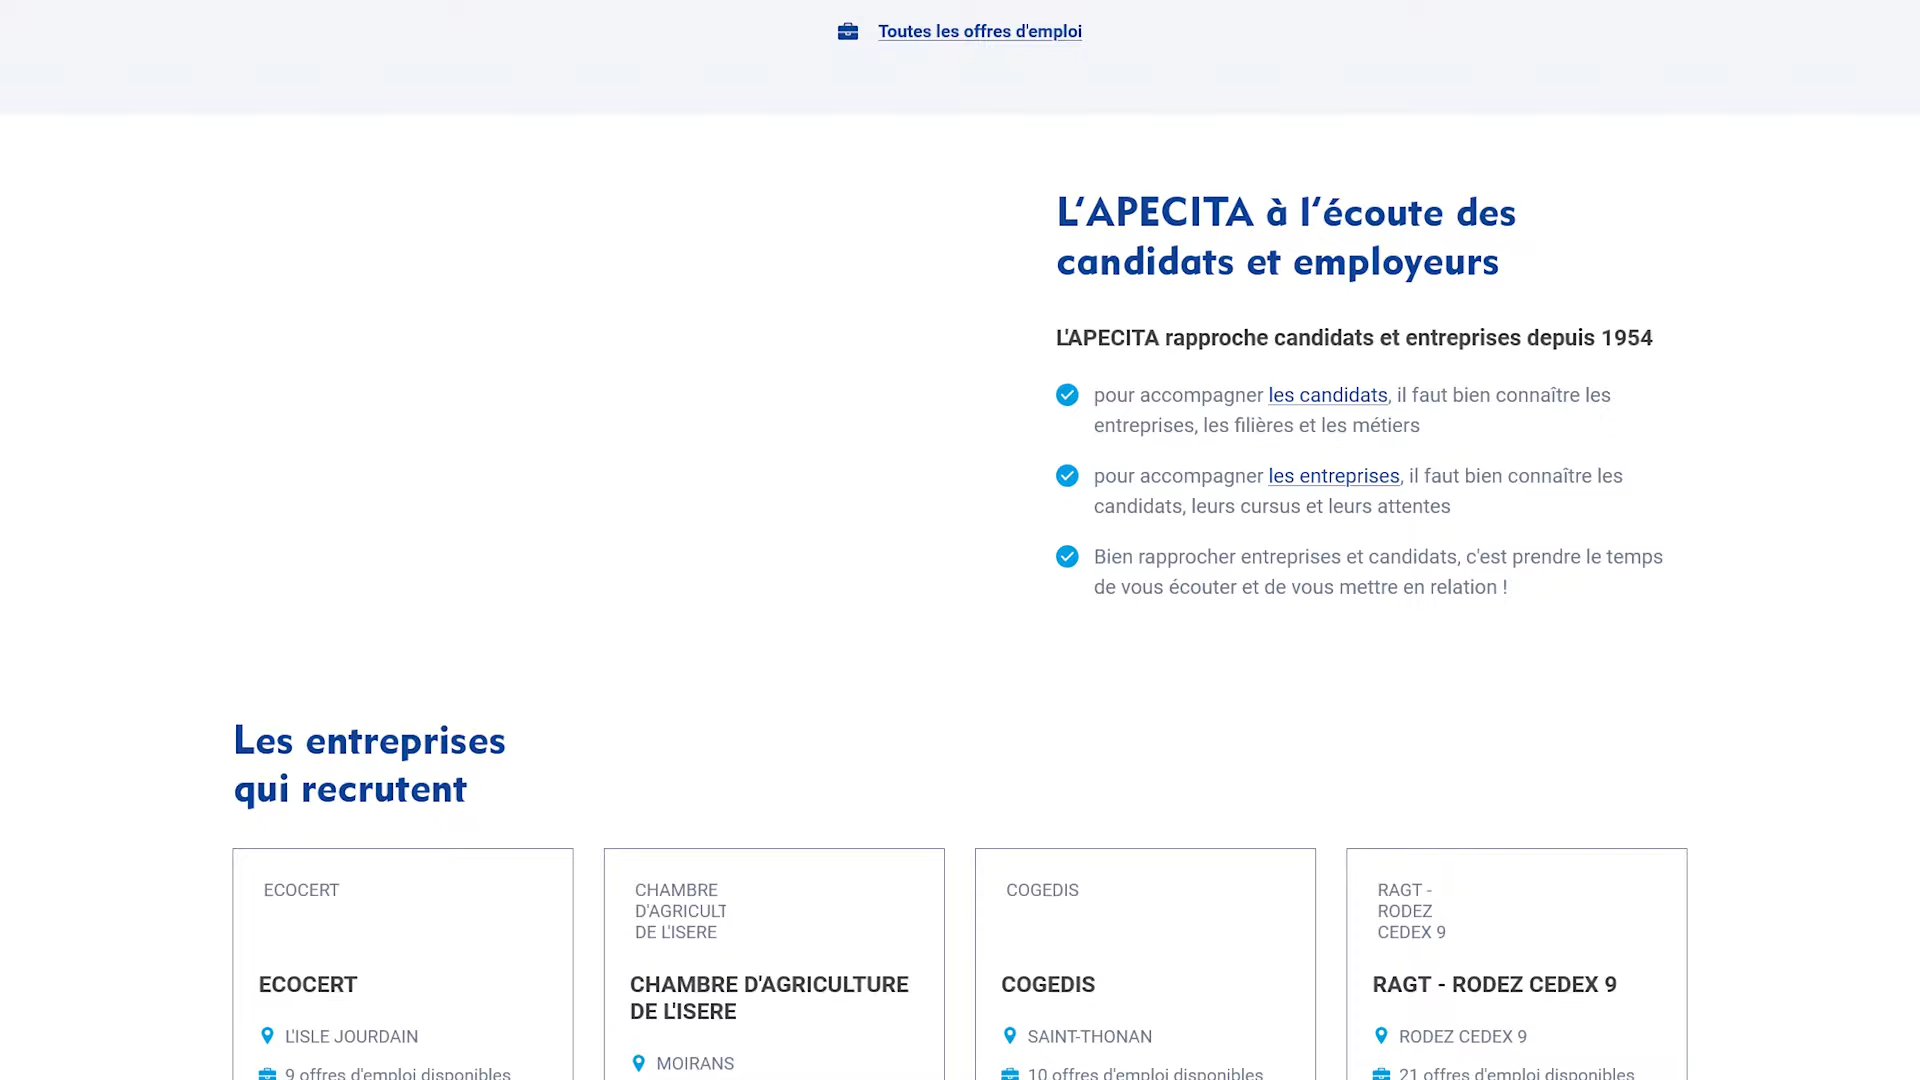 Toutes les offres d'emploi
L'APECITA à l'écoute des
candidats et employeurs
L'APECITA rapproche candidats et entreprises depuis 1954
pour accompagner les candidats, il faut bien connaître les
entreprises, les filières et les métiers
pour accompagner les entreprises, il faut bien connaître les
candidats, leurs cursus et leurs attentes
Bien rapprocher entreprises et candidats, c'est prendre le temps
de vous écouter et de vous mettre en relation !
Les entreprises
qui recrutent
ECOCERT
ECOCERT
L'ISLE JOURDAIN
9 offres d'emploi disponibles
CHAMBRE
D'AGRICULT
DE L'ISERE
CHAMBRE D'AGRICULTURE
DE L'ISERE
MOIRANS
COGEDIS
COGEDIS
SAINT-THONAN
10 offres d'emploi disponibles
RAGT -
RODEZ
CEDEX 9
RAGT - RODEZ CEDEX 9
RODEZ CEDEX 9
21 offres d'emploi disponibles